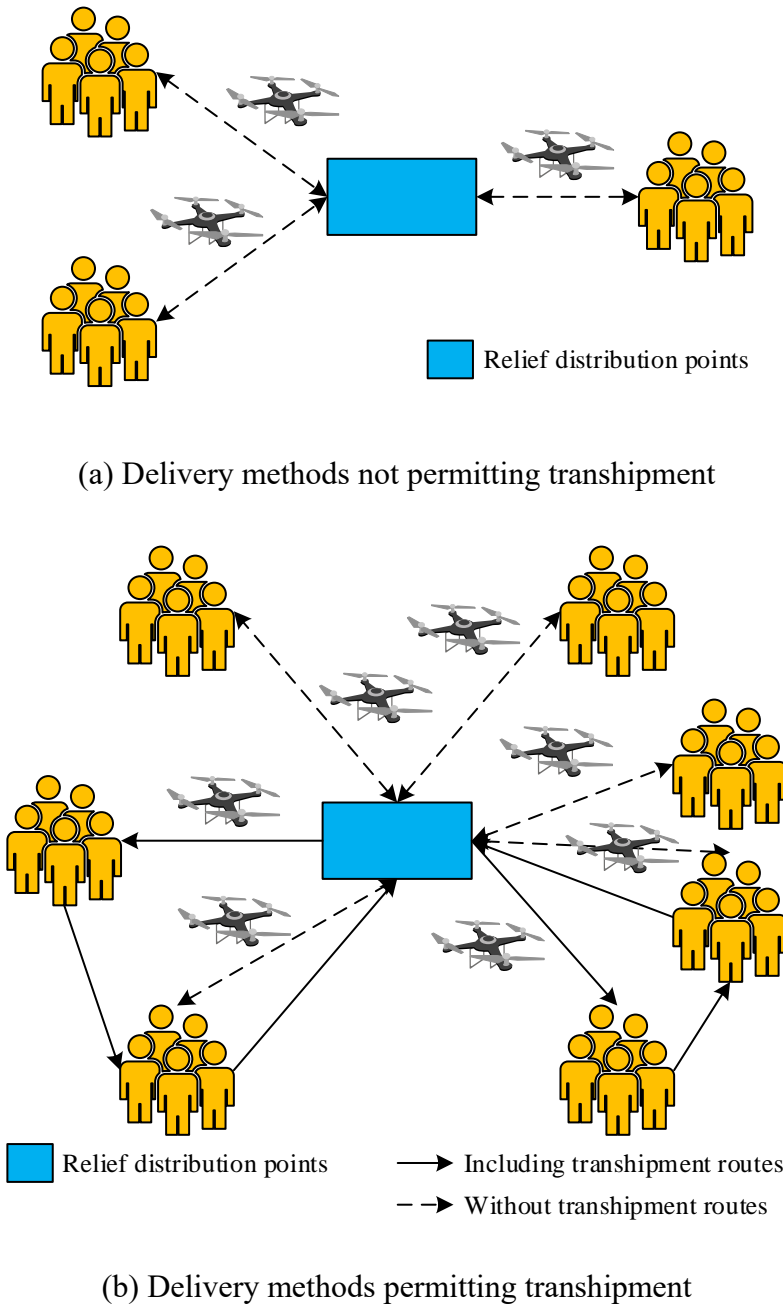 Relief distribution points
(a) Delivery methods not permitting transhipment
Relief distribution points
Including transhipment routes
Without transhipment routes
(b) Delivery methods permitting transhipment